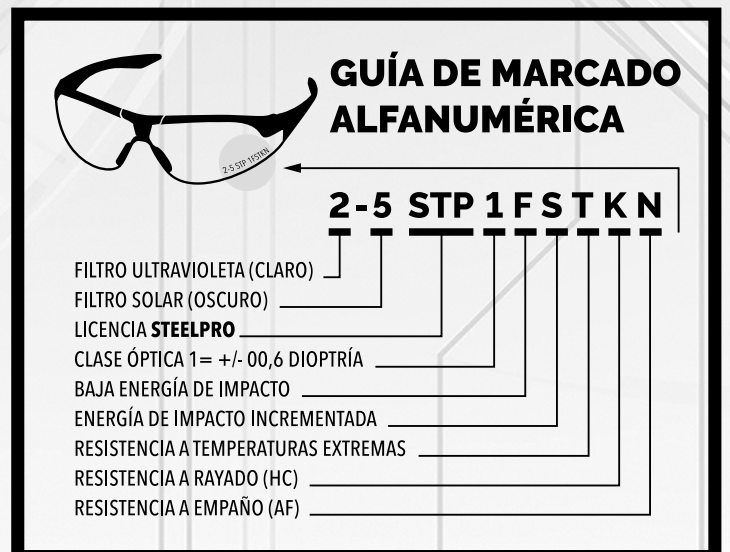 GUÍA DE MARCADO
ALFANUMÉRICA
2-5 STP 1FSTKN
2-5 STP 1 F S T K N
FILTRO ULTRAVIOLETA (CLARO)
FILTRO SOLAR (OSCURO)
LICENCIA STEELPRO
CLASE ÓPTICA 1= +/- 00,6 DIOPTRÍA
BAJA ENERGÍA DE IMPACTO
ENERGÍA DE IMPACTO INCREMENTADA
RESISTENCIA A TEMPERATURAS EXTREMAS
RESISTENCIA A RAYADO (HC)
RESISTENCIA A EMPAÑO (AF)